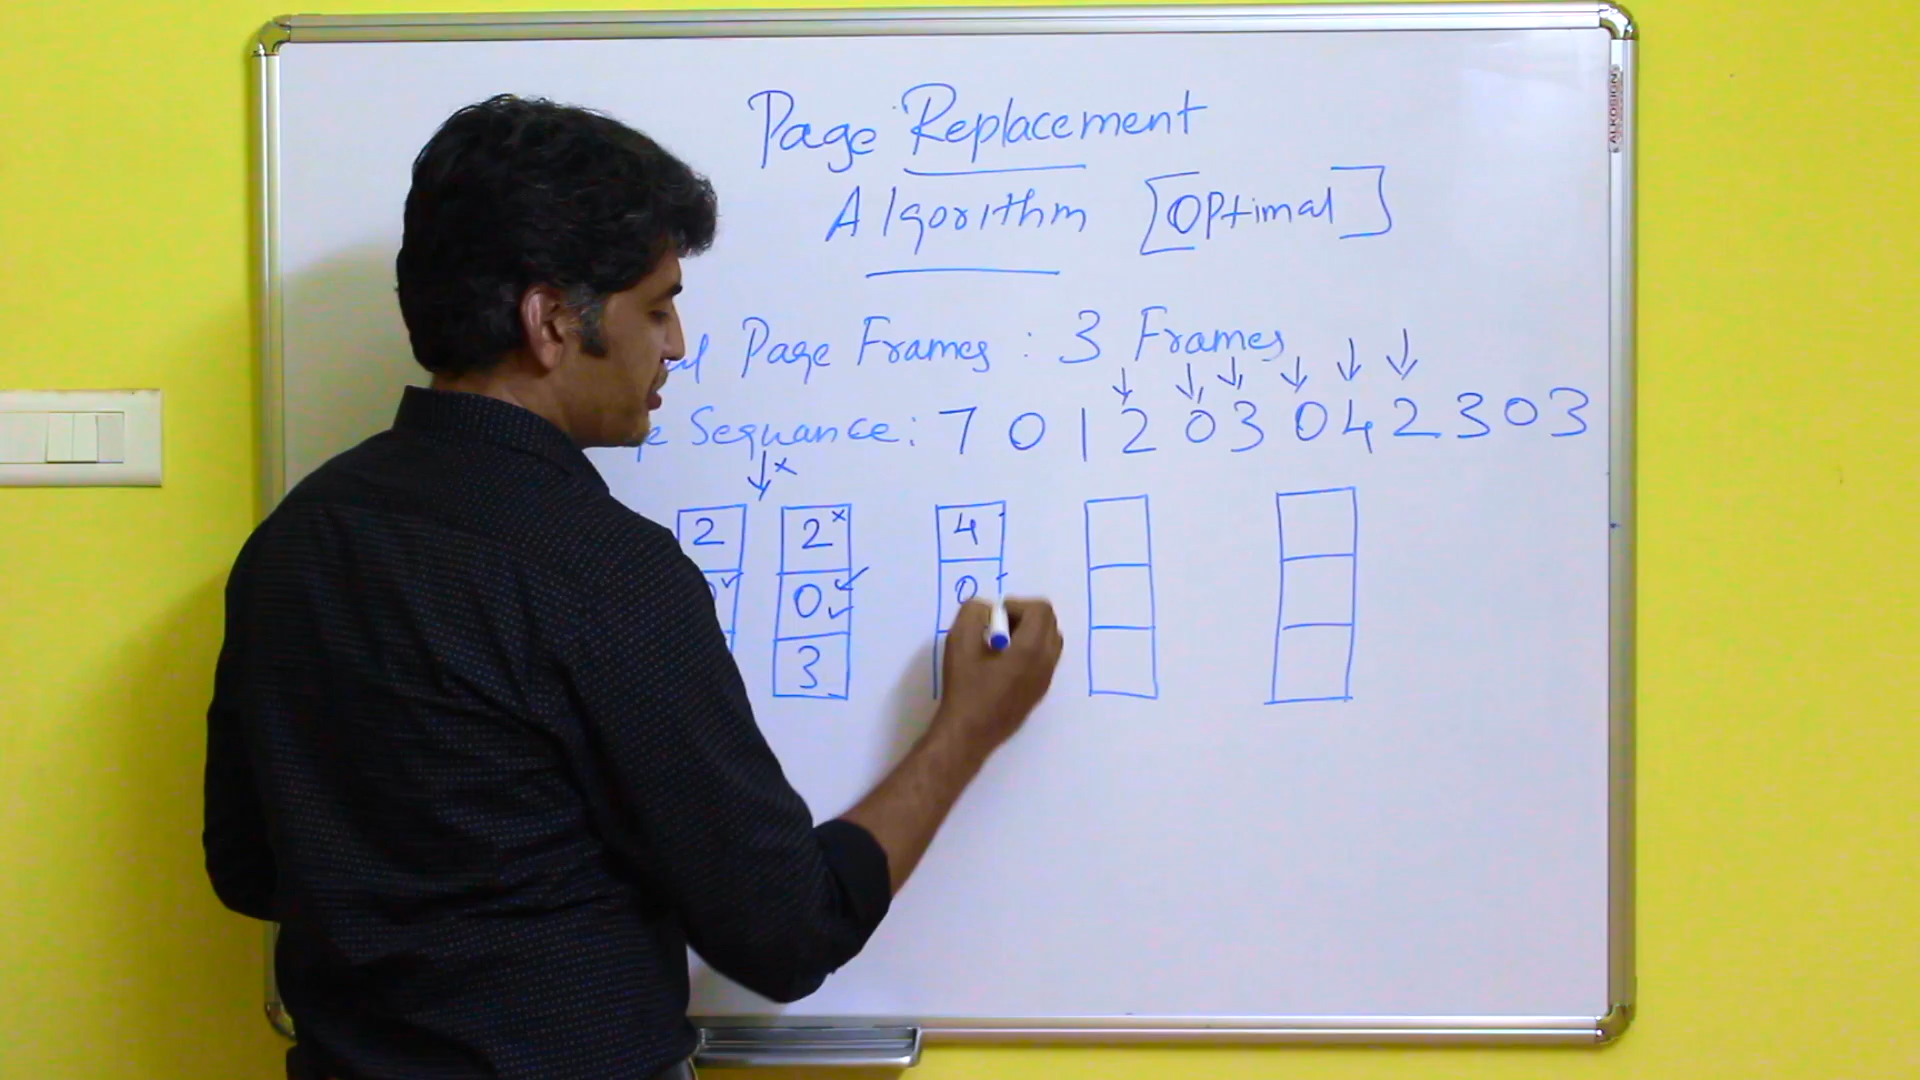 Page Replacement
Algorithm [Optimal]
Page Frames : 3 Frames
Sequance: 7 0 1 2 0 3 0 4 2 3 0 3
2 2 4
0 0
3
ALKOSIGN